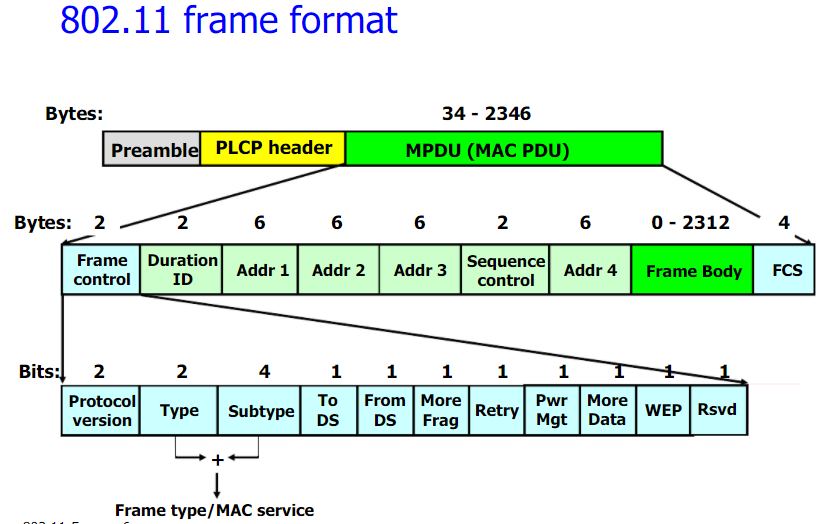 802.11 frame format
Bytes: 34 - 2346
Preamble PLCP header MPDU (MAC PDU)
Bytes: 2 2 6 6 6 2 6 0 - 2312 4
Frame control Duration ID Addr 1 Addr 2 Addr 3 Sequence control Addr 4 Frame Body FCS
Bits: 2 2 4 1 1 1 1 1 1 1 1
Protocol version Type Subtype To DS From DS More Frag Retry Pwr Mgt More Data WEP Rsvd
+
Frame type/MAC service